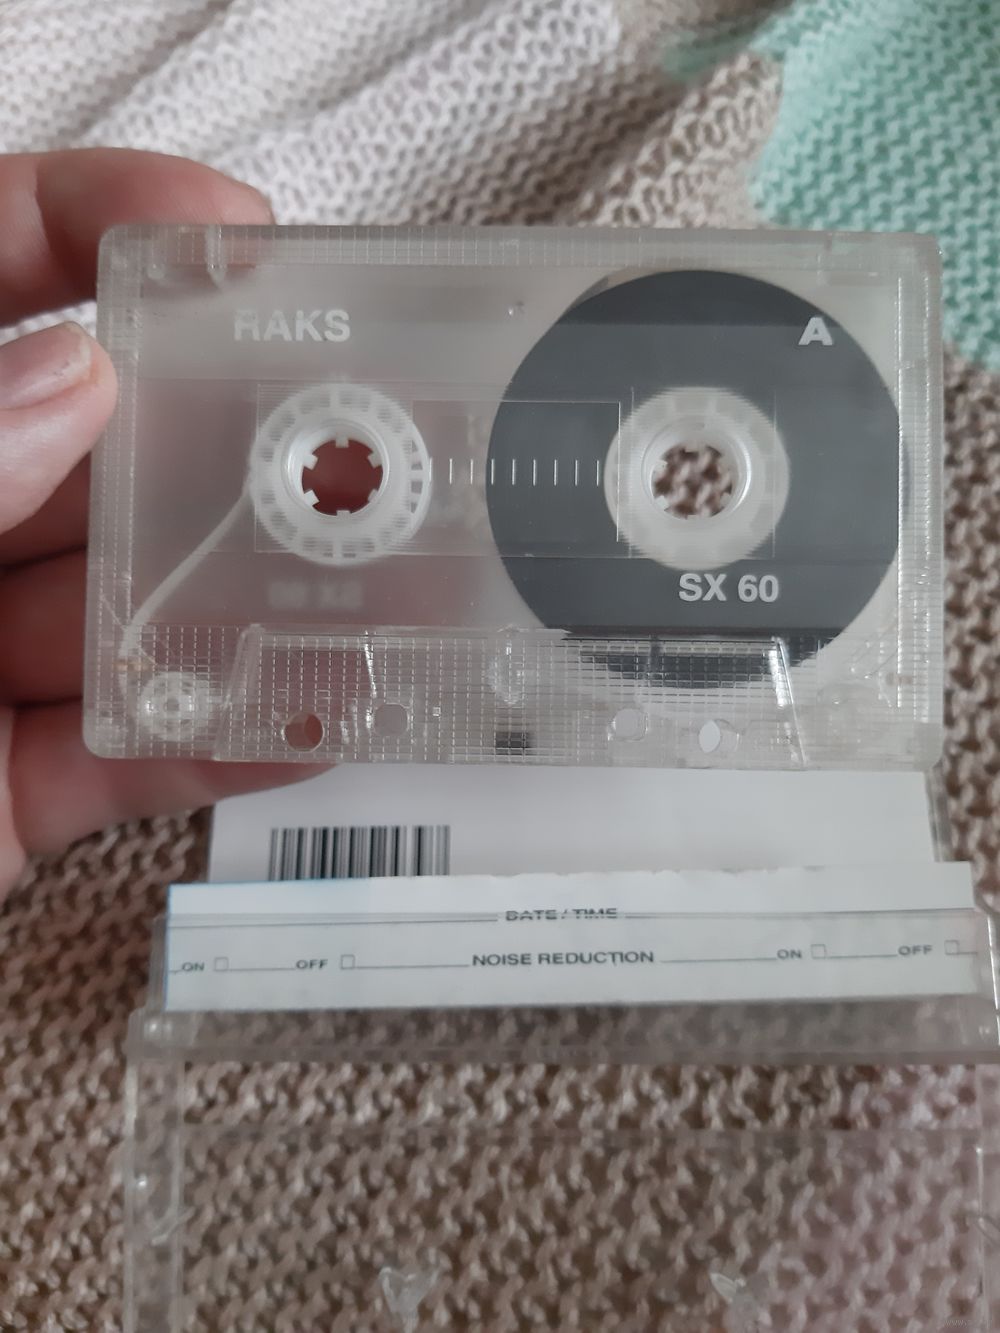 RAKS
A
SX 60
DATE / TIME
ON OFF NOISE REDUCTION ON OFF